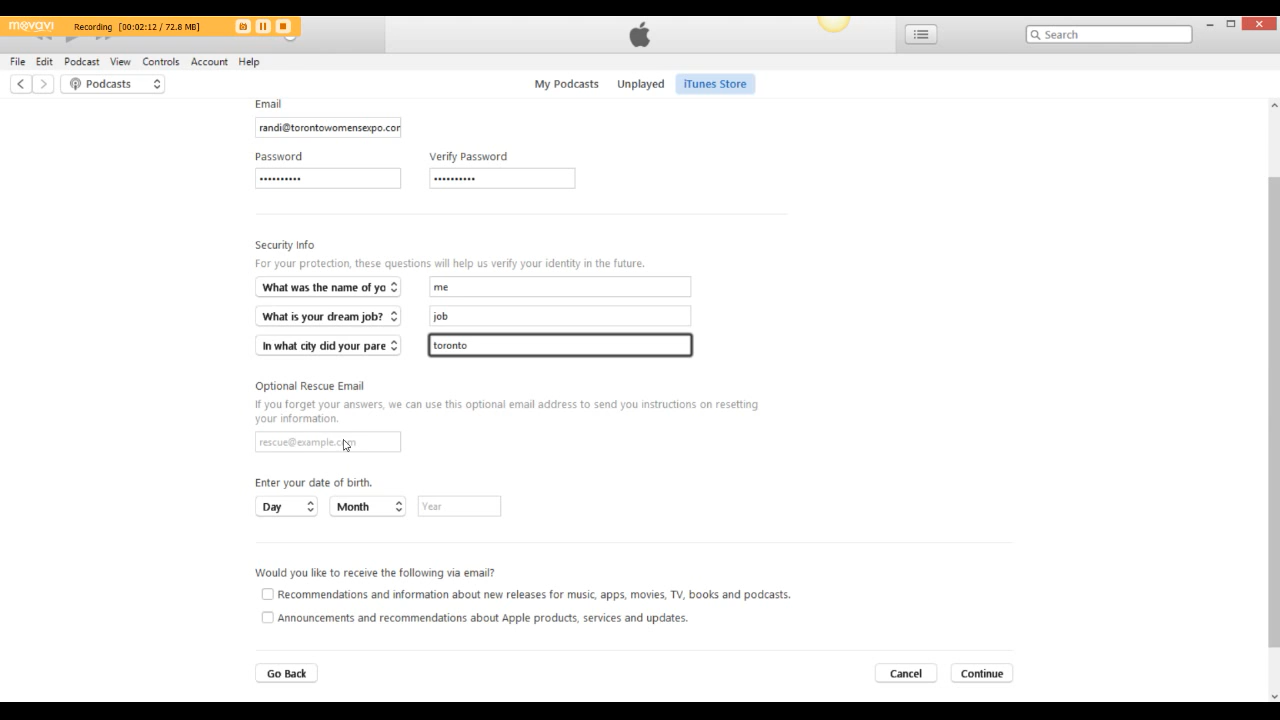 movavi Recording [00:02:12 / 72.8 MB]
Search
File Edit Podcast View Controls Account Help
Podcasts My Podcasts Unplayed iTunes Store
Email
randi@torontowomensexpo.cor
Password Verify Password
•••••••••• ••••••••••
Security Info
For your protection, these questions will help us verify your identity in the future.
What was the name of yo me
What is your dream job? job
In what city did your pare toronto
Optional Rescue Email
If you forget your answers, we can use this optional email address to send you instructions on resetting
your information.
rescue@example.com
Enter your date of birth.
Day Month Year
Would you like to receive the following via email?
Recommendations and information about new releases for music, apps, movies, TV, books and podcasts.
Announcements and recommendations about Apple products, services and updates.
Go Back Cancel Continue